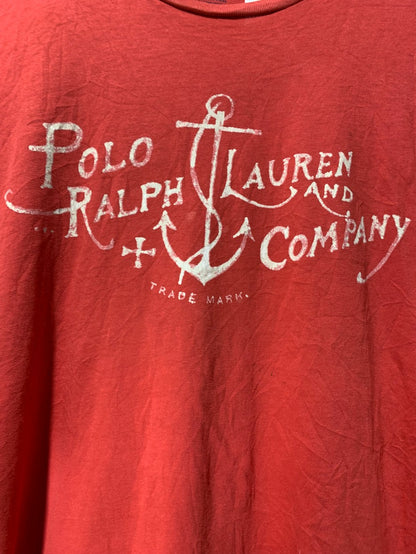 POLO
RALPH LAUREN
AND
COMPANY
TRADE MARK.